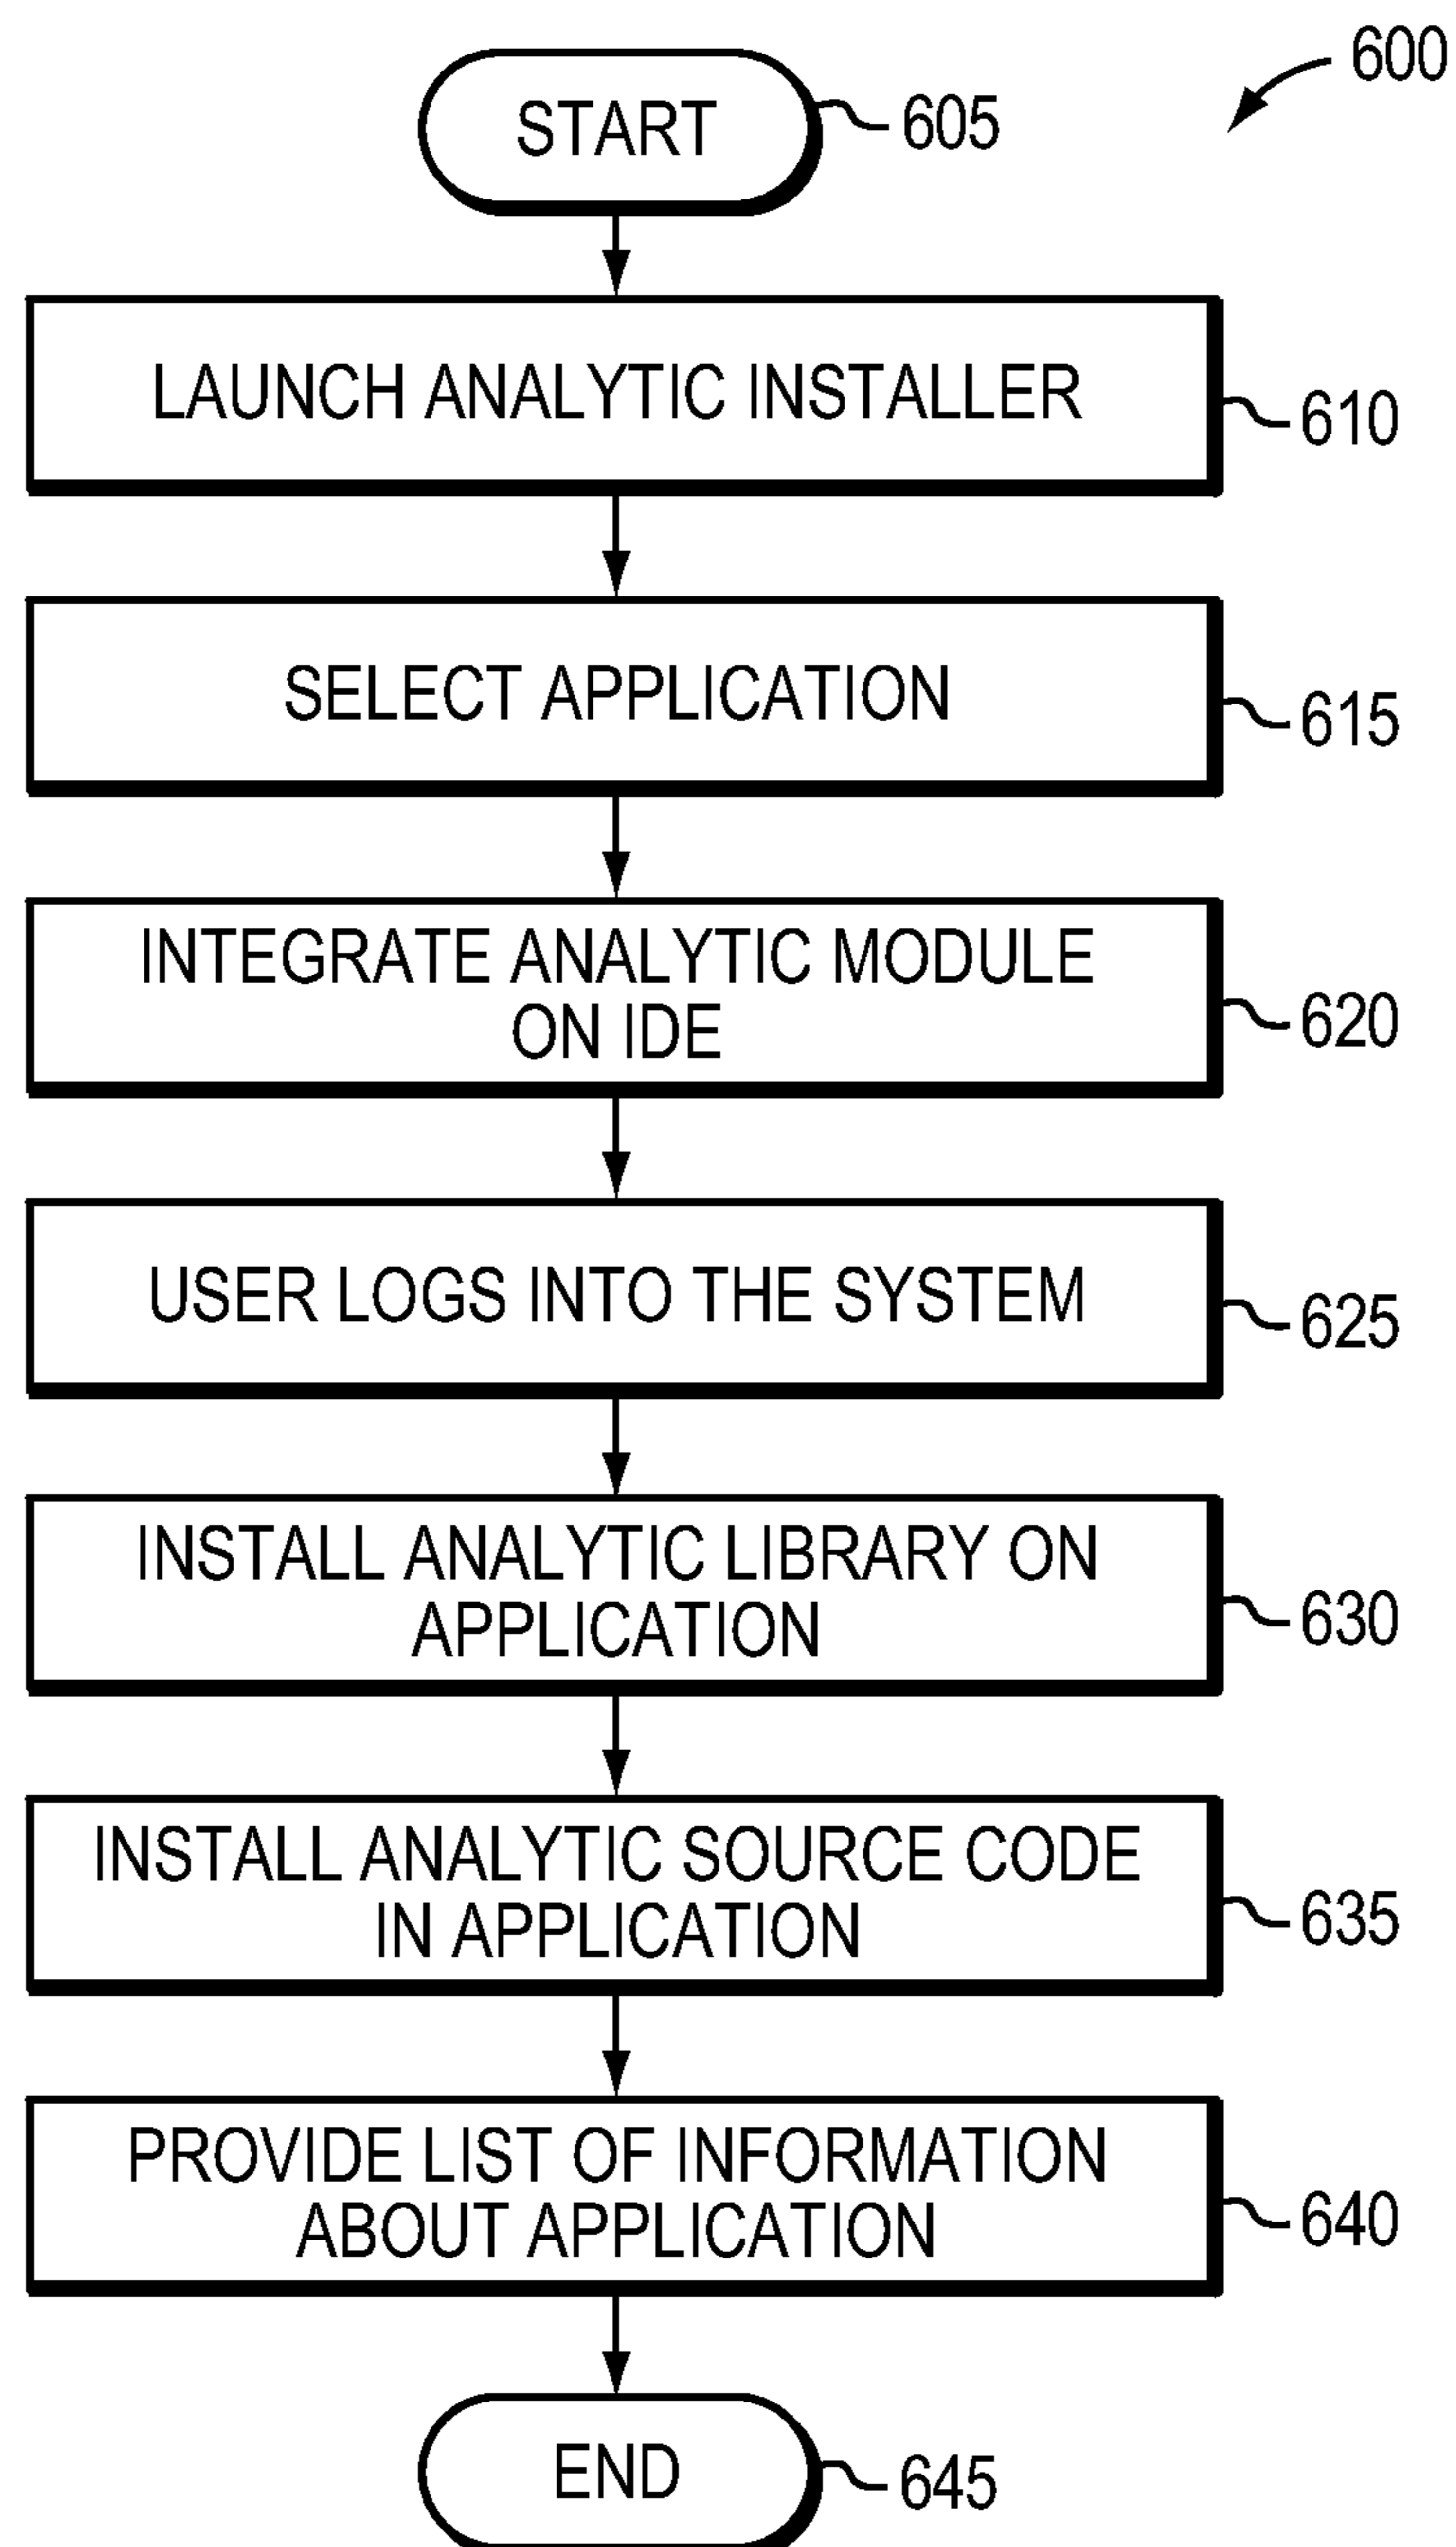 600
START
605
LAUNCH ANALYTIC INSTALLER
610
SELECT APPLICATION
615
INTEGRATE ANALYTIC MODULE
ON IDE
620
USER LOGS INTO THE SYSTEM
625
INSTALL ANALYTIC LIBRARY ON
APPLICATION
630
INSTALL ANALYTIC SOURCE CODE
IN APPLICATION
635
PROVIDE LIST OF INFORMATION
ABOUT APPLICATION
640
END
645